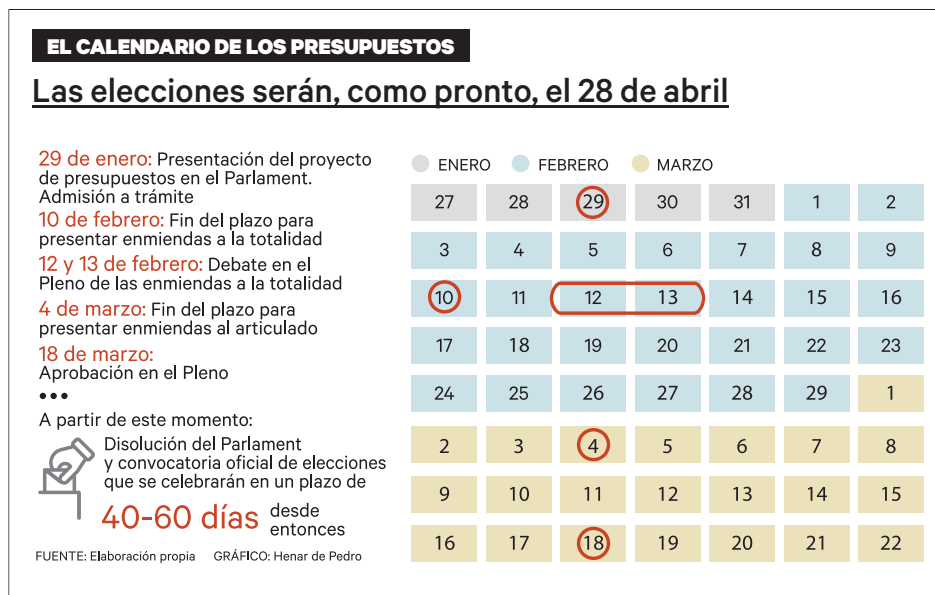 EL CALENDARIO DE LOS PRESUPUESTOS
Las elecciones serán, como pronto, el 28 de abril
29 de enero: Presentación del proyecto
de presupuestos en el Parlament.
Admisión a trámite
10 de febrero: Fin del plazo para
presentar enmiendas a la totalidad
12 y 13 de febrero: Debate en el
Pleno de las enmiendas a la totalidad
4 de marzo: Fin del plazo para
presentar enmiendas al articulado
18 de marzo:
Aprobación en el Pleno
•••
A partir de este momento:
Disolución del Parlament
y convocatoria oficial de elecciones
que se celebrarán en un plazo de
40-60 días desde
entonces
FUENTE: Elaboración propia GRÁFICO: Henar de Pedro
ENERO FEBRERO MARZO
27 28 29 30 31 1 2
3 4 5 6 7 8 9
10 11 12 13 14 15 16
17 18 19 20 21 22 23
24 25 26 27 28 29 1
2 3 4 5 6 7 8
9 10 11 12 13 14 15
16 17 18 19 20 21 22